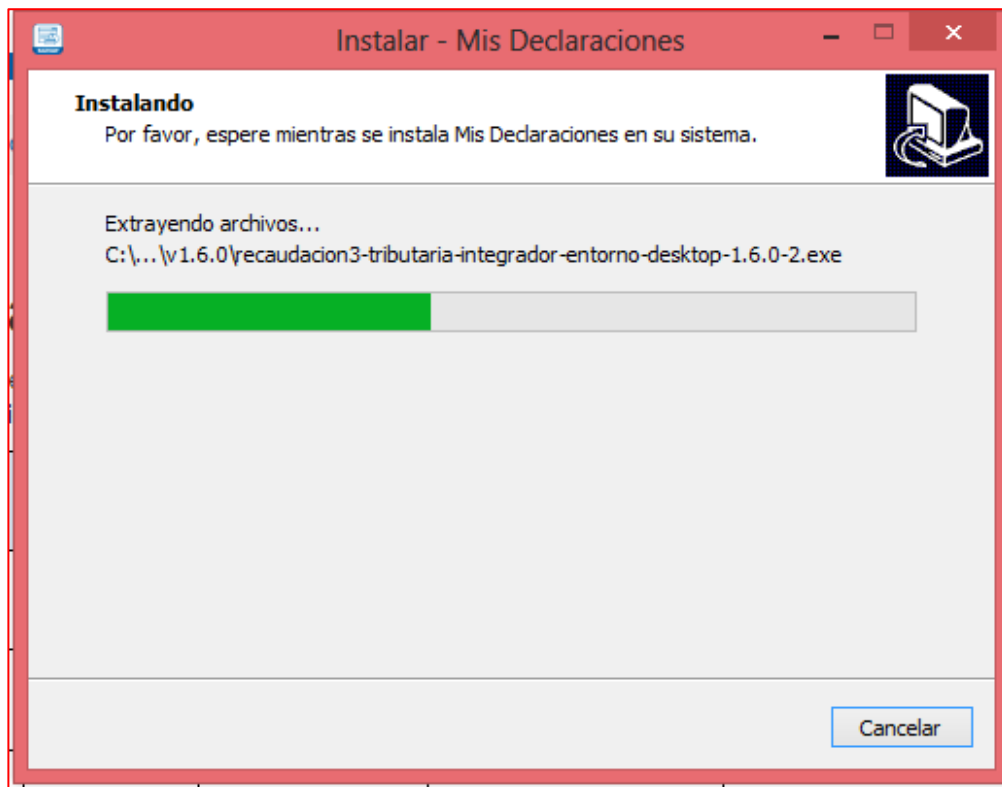 Instalar - Mis Declaraciones
Instalando
Por favor, espere mientras se instala Mis Declaraciones en su sistema.
Extrayendo archivos...
C:\...\v1.6.0\recaudacion3-tributaria-integrador-entorno-desktop-1.6.0-2.exe
Cancelar